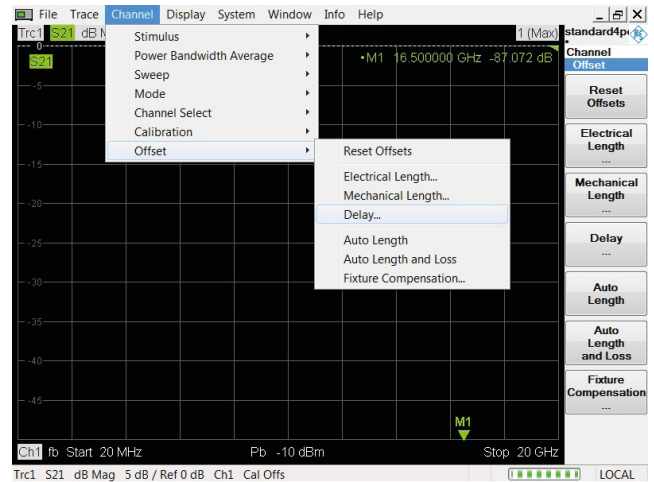 File Trace Channel Display System Window Info Help
Trc1 S21 dB M
1 (Max)
0
S21
•M1 16.500000 GHz -87.072 dB
-5
-10
-15
-20
-25
-30
-35
-40
-45
M1
Ch1 fb Start 20 MHz Pb -10 dBm Stop 20 GHz
Trc1 S21 dB Mag 5 dB / Ref 0 dB Ch1 Cal Offs LOCAL
Stimulus
Power Bandwidth Average
Sweep
Mode
Channel Select
Calibration
Offset
Reset Offsets
Electrical Length...
Mechanical Length...
Delay...
Auto Length
Auto Length and Loss
Fixture Compensation...
standard4p
Channel
Offset
Reset
Offsets
Electrical
Length
...
Mechanical
Length
...
Delay
...
Auto
Length
Auto
Length
and Loss
Fixture
Compensation
...